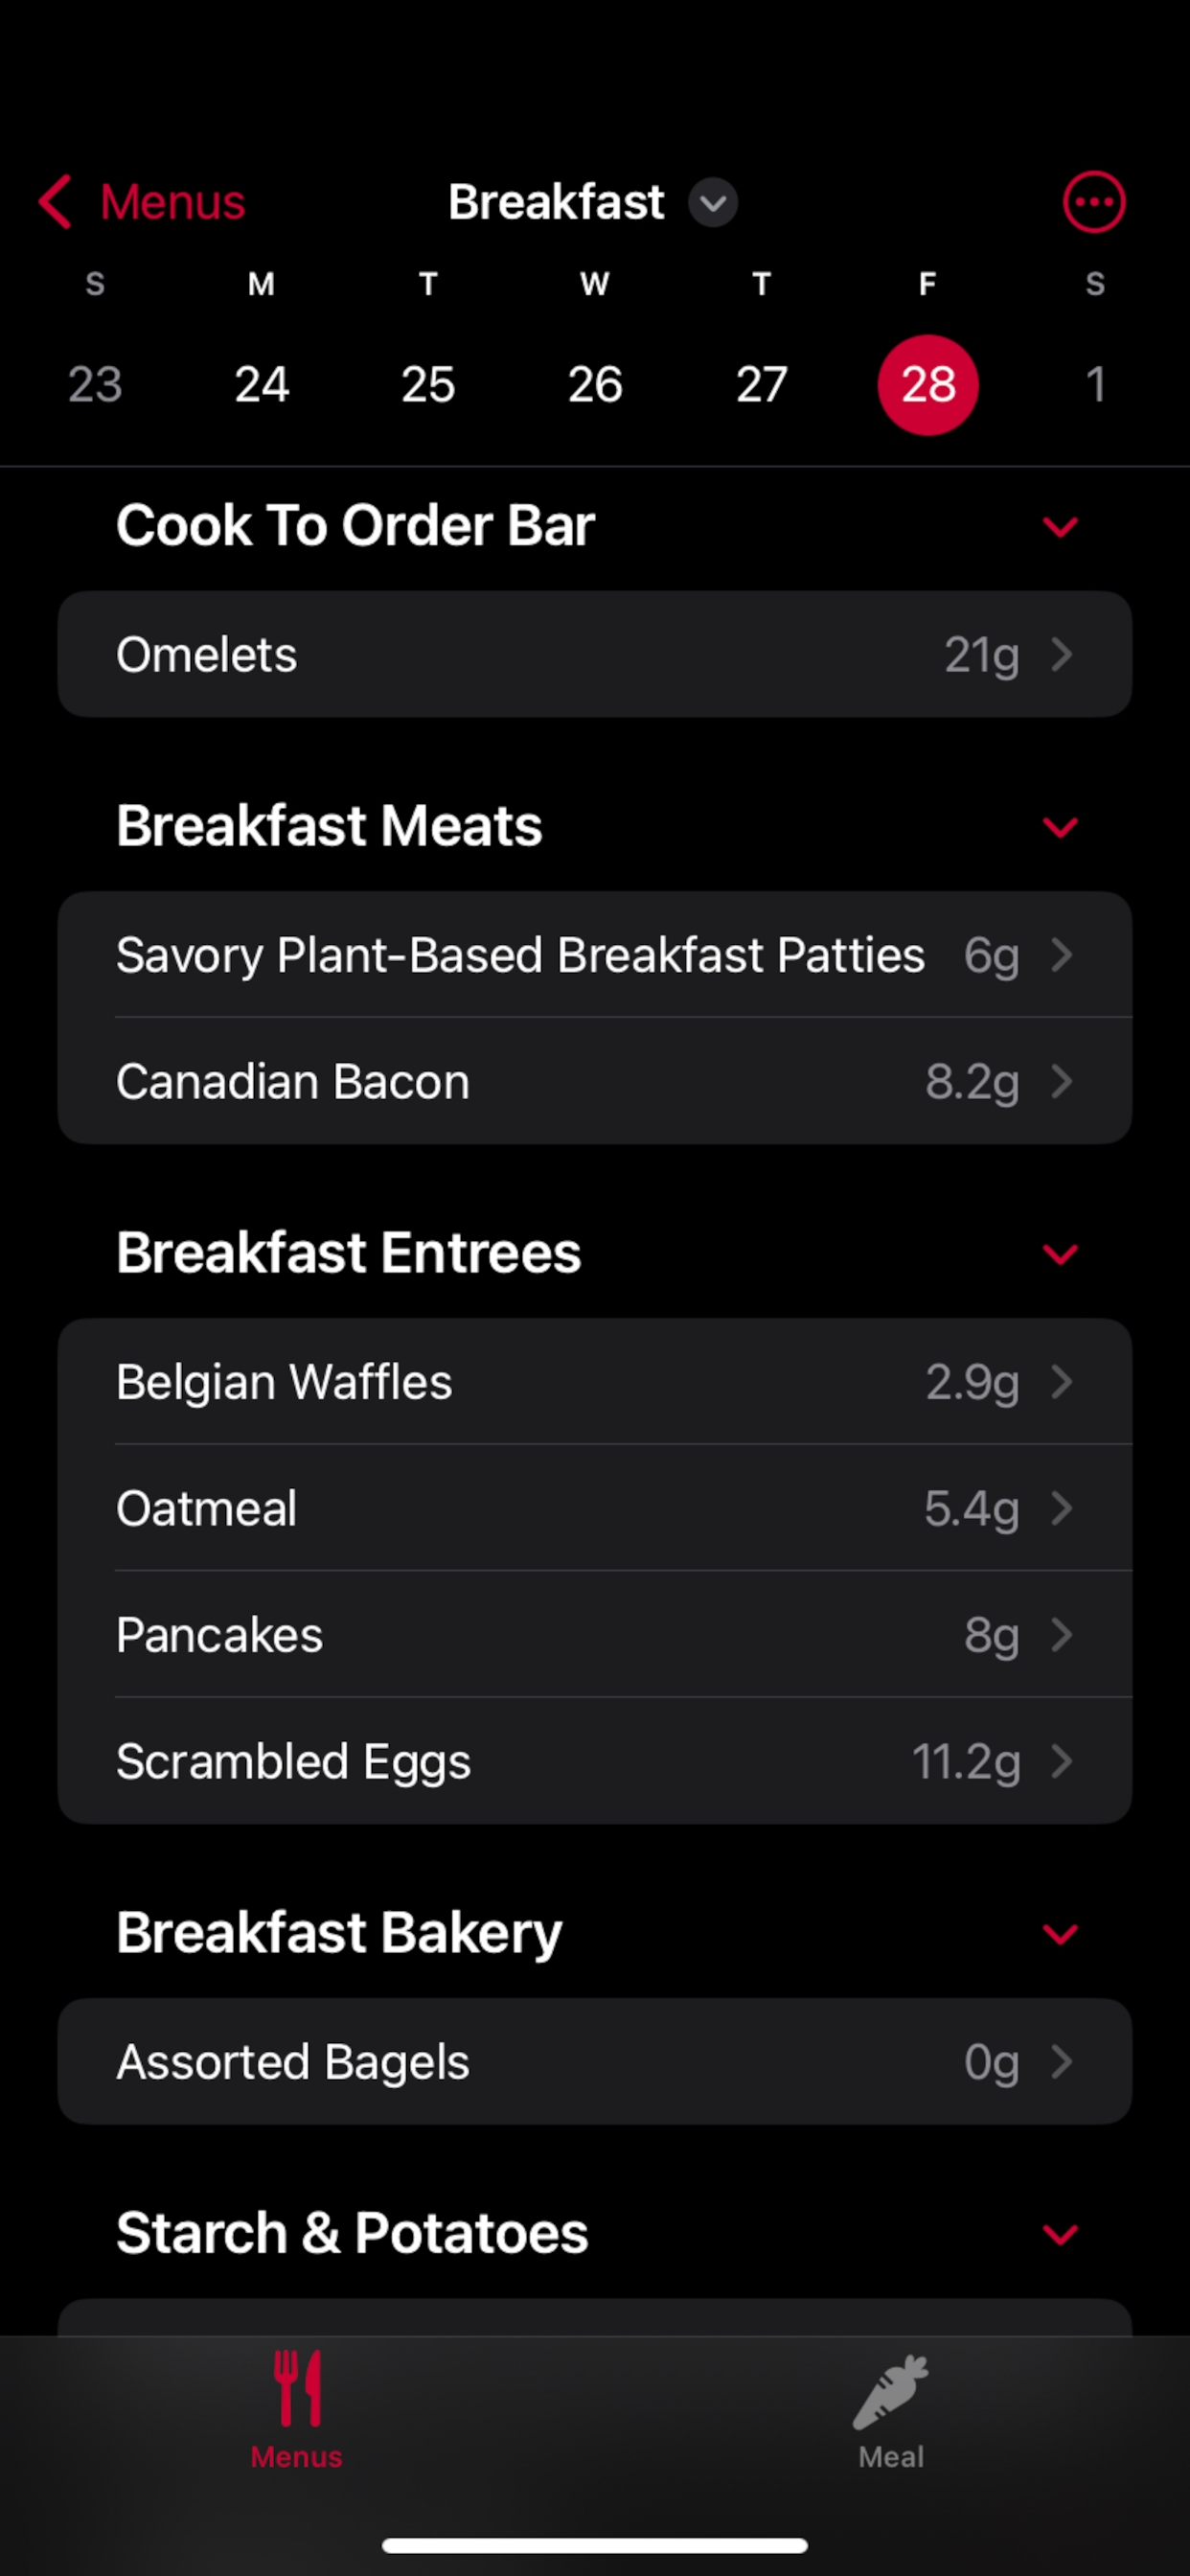 Menus
Breakfast
S M T W T F S
23 24 25 26 27 28 1
Cook To Order Bar
Omelets 21g
Breakfast Meats
Savory Plant-Based Breakfast Patties 6g
Canadian Bacon 8.2g
Breakfast Entrees
Belgian Waffles 2.9g
Oatmeal 5.4g
Pancakes 8g
Scrambled Eggs 11.2g
Breakfast Bakery
Assorted Bagels 0g
Starch & Potatoes
Menus Meal